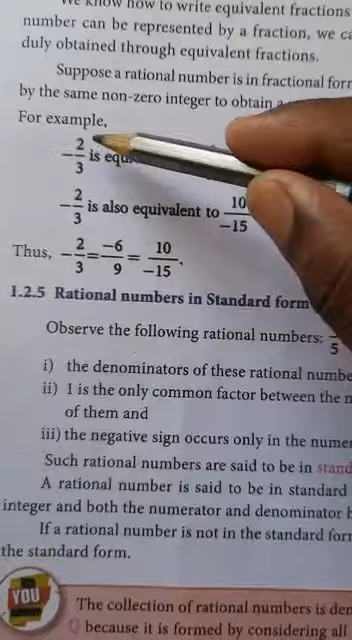 We know how to write equivalent fractions
number can be represented by a fraction, we ca
duly obtained through equivalent fractions.
Suppose a rational number is in fractional for
by the same non-zero integer to obtain a
For example,
-2/3 is equ
-2/3 is also equivalent to 10/-15
Thus, -2/3 = -6/9 = 10/-15.
1.2.5 Rational numbers in Standard form
Observe the following rational numbers: 5
i) the denominators of these rational numbe
ii) 1 is the only common factor between the n
of them and
iii) the negative sign occurs only in the nume
Such rational numbers are said to be in stand
A rational number is said to be in standard
integer and both the numerator and denominator h
If a rational number is not in the standard for
the standard form.
YOU
The collection of rational numbers is den
Q because it is formed by considering all